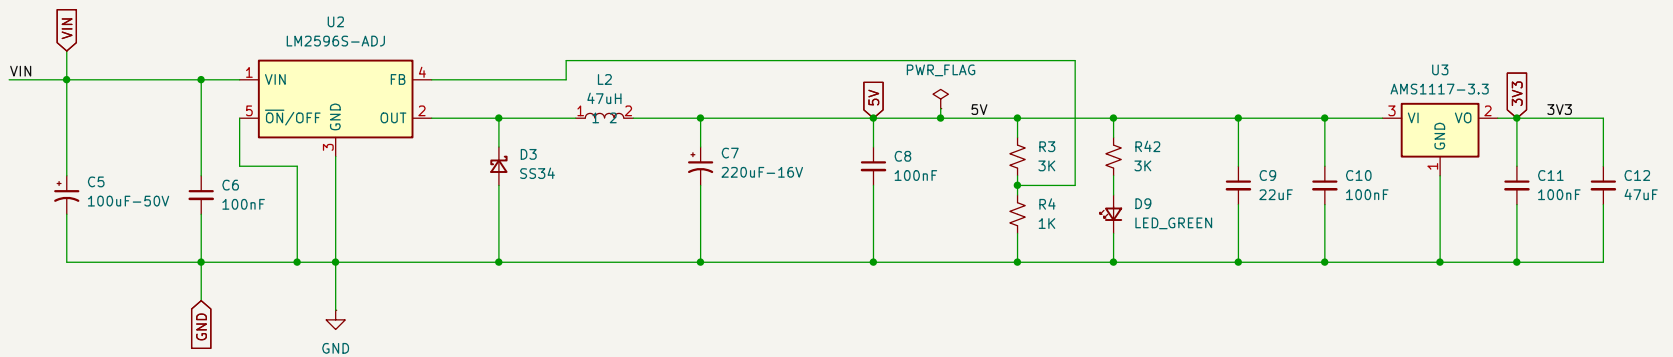 VIN
VIN
U2
LM2596S-ADJ
1
VIN
FB
4
5
ON/OFF
GND
OUT
2
3
C5
100uF-50V
C6
100nF
GND
GND
D3
SS34
L2
47uH
1
2
1 2
C7
220uF-16V
5V
C8
100nF
PWR_FLAG
5V
R3
3K
R4
1K
R42
3K
D9
LED_GREEN
C9
22uF
C10
100nF
U3
AMS1117-3.3
3
VI
VO
2
GND
1
3V3
3V3
C11
100nF
C12
47uF